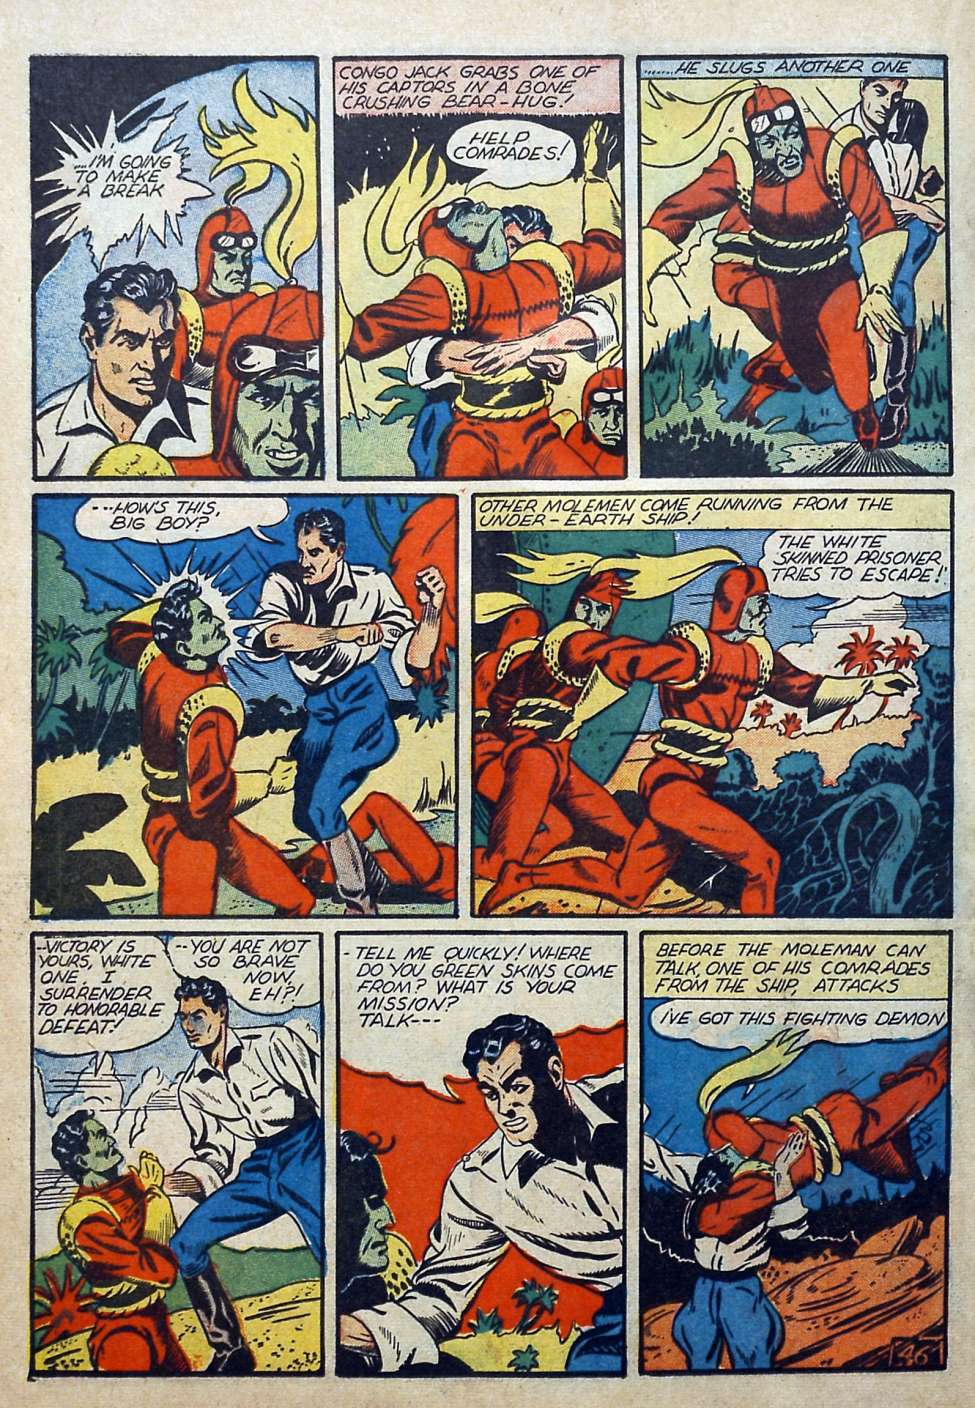 ....I'M GOING
TO MAKE
A BREAK
CONGO JACK GRABS ONE OF
HIS CAPTORS IN A BONE
CRUSHING BEAR-HUG!
HELP
COMRADES!
.......HE SLUGS ANOTHER ONE
---HOW'S THIS,
BIG BOY?
OTHER MOLEMEN COME RUNNING FROM THE
UNDER-EARTH SHIP!
THE WHITE
SKINNED PRISONER
TRIES TO ESCAPE!
--VICTORY IS
YOURS, WHITE
ONE, I
SURRENDER
TO HONORABLE
DEFEAT!
--YOU ARE NOT
SO BRAVE
NOW,
EH?!
-TELL ME QUICKLY! WHERE
DO YOU GREEN SKINS COME
FROM? WHAT IS YOUR
MISSION?
TALK---
BEFORE THE MOLEMAN CAN
TALK, ONE OF HIS COMRADES
FROM THE SHIP, ATTACKS
I'VE GOT THIS FIGHTING DEMON
46